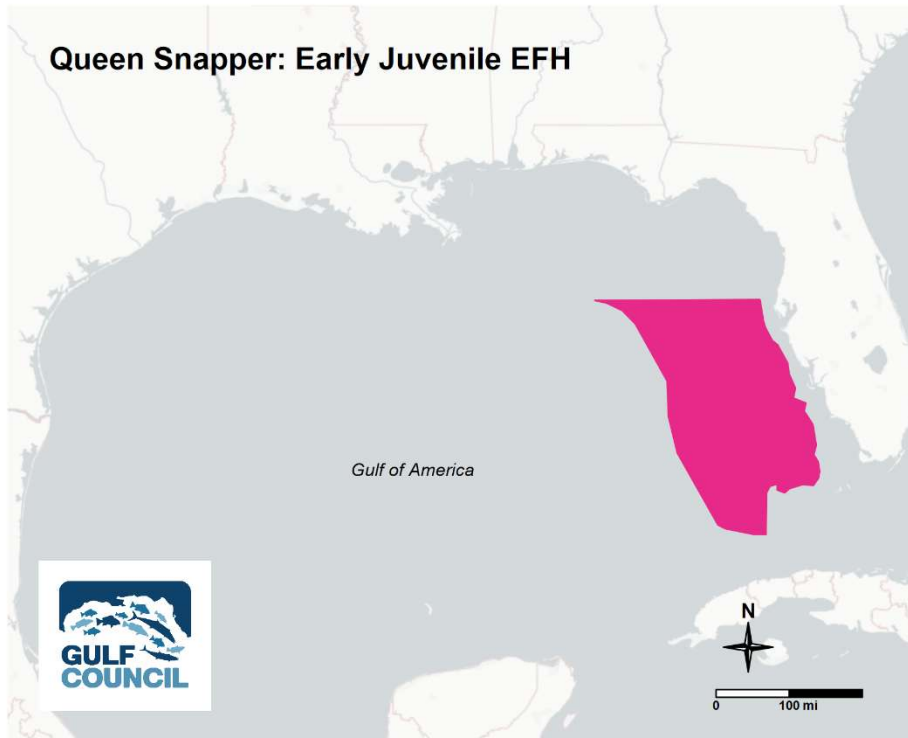 Queen Snapper: Early Juvenile EFH
Gulf of America
GULF
COUNCIL
N
0 100 mi